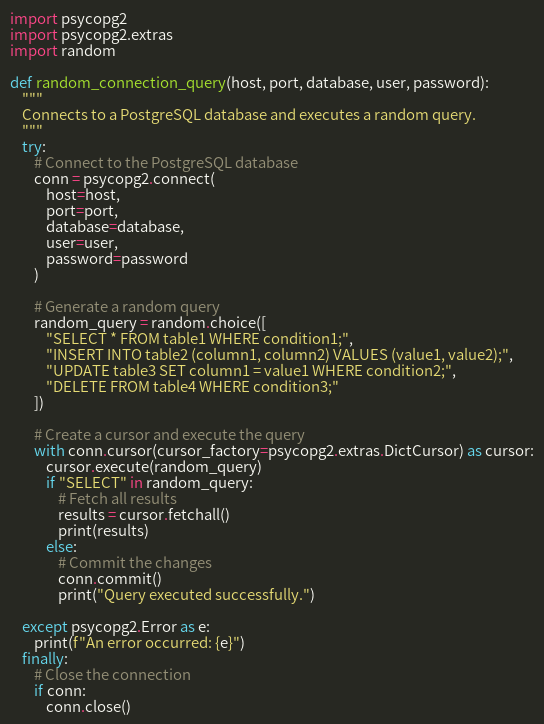 import psycopg2
import psycopg2.extras
import random

def random_connection_query(host, port, database, user, password):
    """
    Connects to a PostgreSQL database and executes a random query.
    """
    try:
        # Connect to the PostgreSQL database
        conn = psycopg2.connect(
            host=host,
            port=port,
            database=database,
            user=user,
            password=password
        )

        # Generate a random query
        random_query = random.choice([
            "SELECT * FROM table1 WHERE condition1;",
            "INSERT INTO table2 (column1, column2) VALUES (value1, value2);",
            "UPDATE table3 SET column1 = value1 WHERE condition2;",
            "DELETE FROM table4 WHERE condition3;"
        ])

        # Create a cursor and execute the query
        with conn.cursor(cursor_factory=psycopg2.extras.DictCursor) as cursor:
            cursor.execute(random_query)
            if "SELECT" in random_query:
                # Fetch all results
                results = cursor.fetchall()
                print(results)
            else:
                # Commit the changes
                conn.commit()
                print("Query executed successfully.")

    except psycopg2.Error as e:
        print(f"An error occurred: {e}")
    finally:
        # Close the connection
        if conn:
            conn.close()